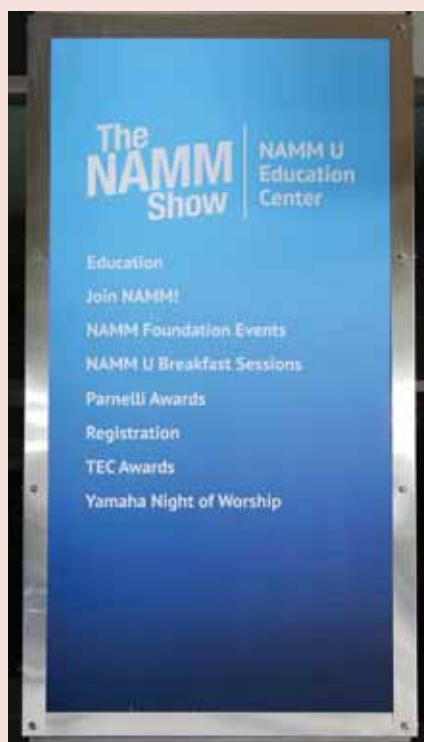 The
NAMM
Show
NAMM U
Education
Center
Education
Join NAMM!
NAMM Foundation Events
NAMM U Breakfast Sessions
Parnelli Awards
Registration
TEC Awards
Yamaha Night of Worship